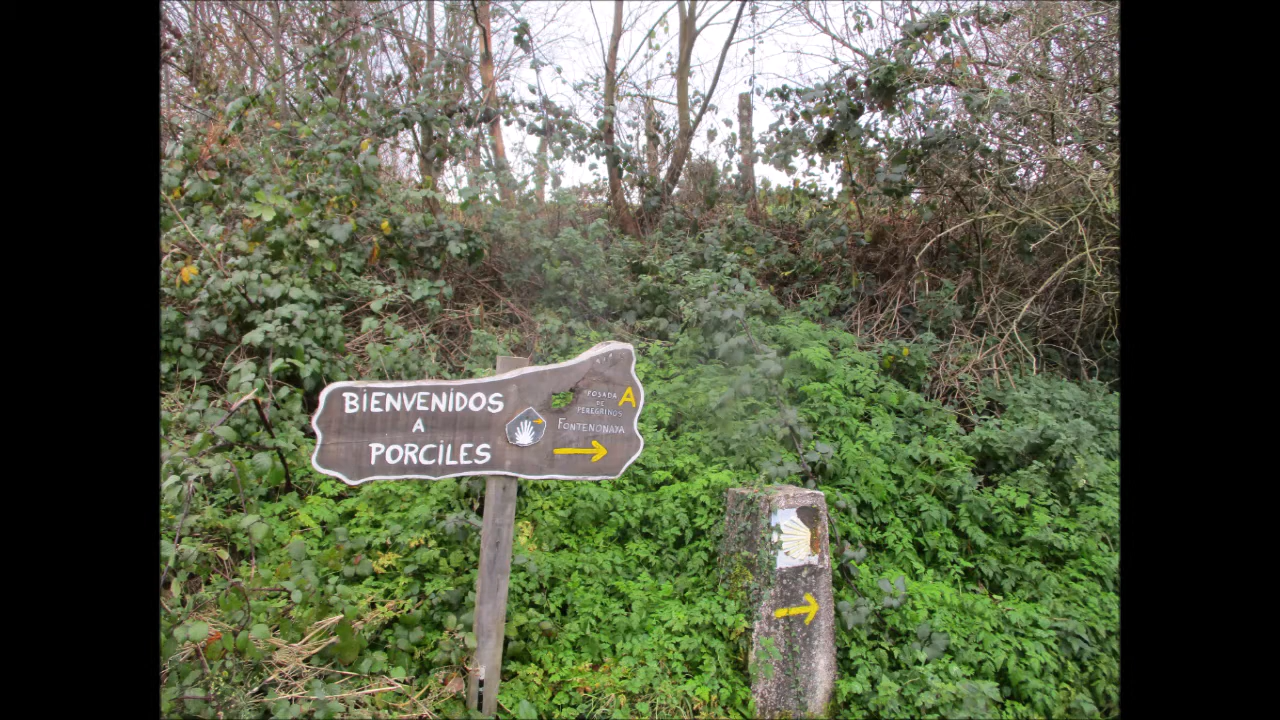 BIENVENIDOS
A
PORCILES
POSADA
DE
PEREGRINOS
A
FONTENONAYA